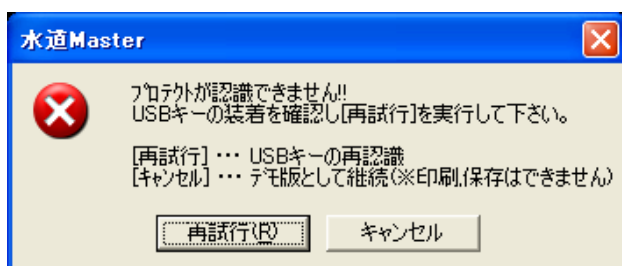 水道Master
ﾌﾟﾛﾃｸﾄが認識できません!!
USBキーの装着を確認し[再試行]を実行して下さい。
[再試行] ･･･ USBキーの再認識
[ｷｬﾝｾﾙ] ･･･ ﾃﾞﾓ版として継続(※印刷,保存はできません)
再試行(R)
キャンセル